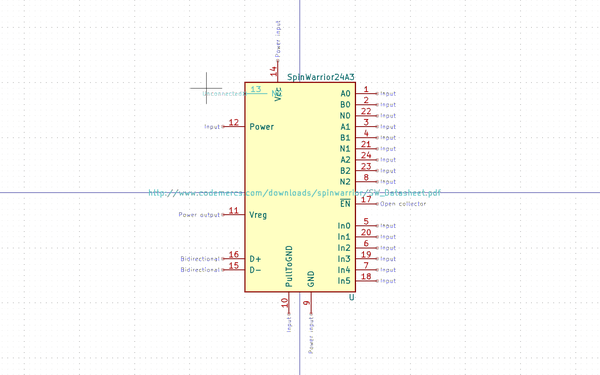 Power input
14
SpinWarrior24A3
Unconnected 13 N
Vcc
A0 1 Input
B0 2 Input
N0 22 Input
A1 3 Input
Input 12 Power
B1 4 Input
N1 21 Input
A2 24 Input
B2 23 Input
N2 8 Input
http://www.codemercs.com/downloads/spinwarrior/SW_Datasheet.pdf
EN 17 Open collector
Power output 11 Vreg
In0 5 Input
In1 20 Input
In2 6 Input
Bidirectional 16 D+
In3 19 Input
Bidirectional 15 D-
In4 7 Input
In5 18 Input
PullToGND
GND
U
10
9
Input
Power input